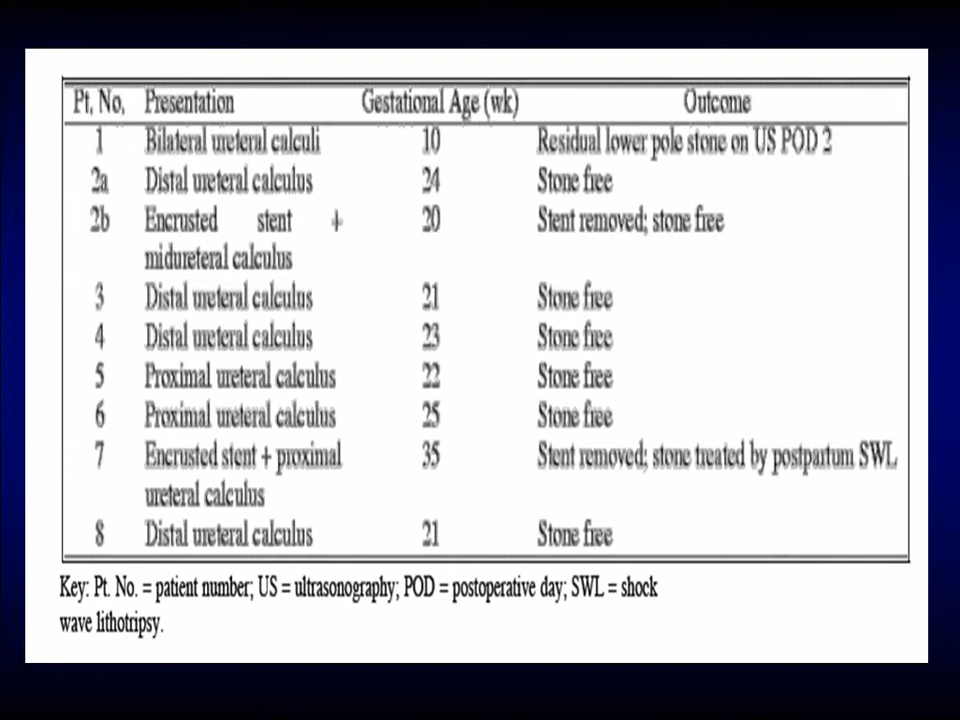 Pt. No. Presentation Gestational Age (wk) Outcome
1 Bilateral ureteral calculi 10 Residual lower pole stone on US POD 2
2a Distal ureteral calculus 24 Stone free
2b Encrusted stent + 20 Stent removed; stone free
midureteral calculus
3 Distal ureteral calculus 21 Stone free
4 Distal ureteral calculus 23 Stone free
5 Proximal ureteral calculus 22 Stone free
6 Proximal ureteral calculus 25 Stone free
7 Encrusted stent + proximal 35 Stent removed; stone treated by postpartum SWL
ureteral calculus
8 Distal ureteral calculus 21 Stone free
Key: Pt. No. = patient number; US = ultrasonography; POD = postoperative day; SWL = shock
wave lithotripsy.